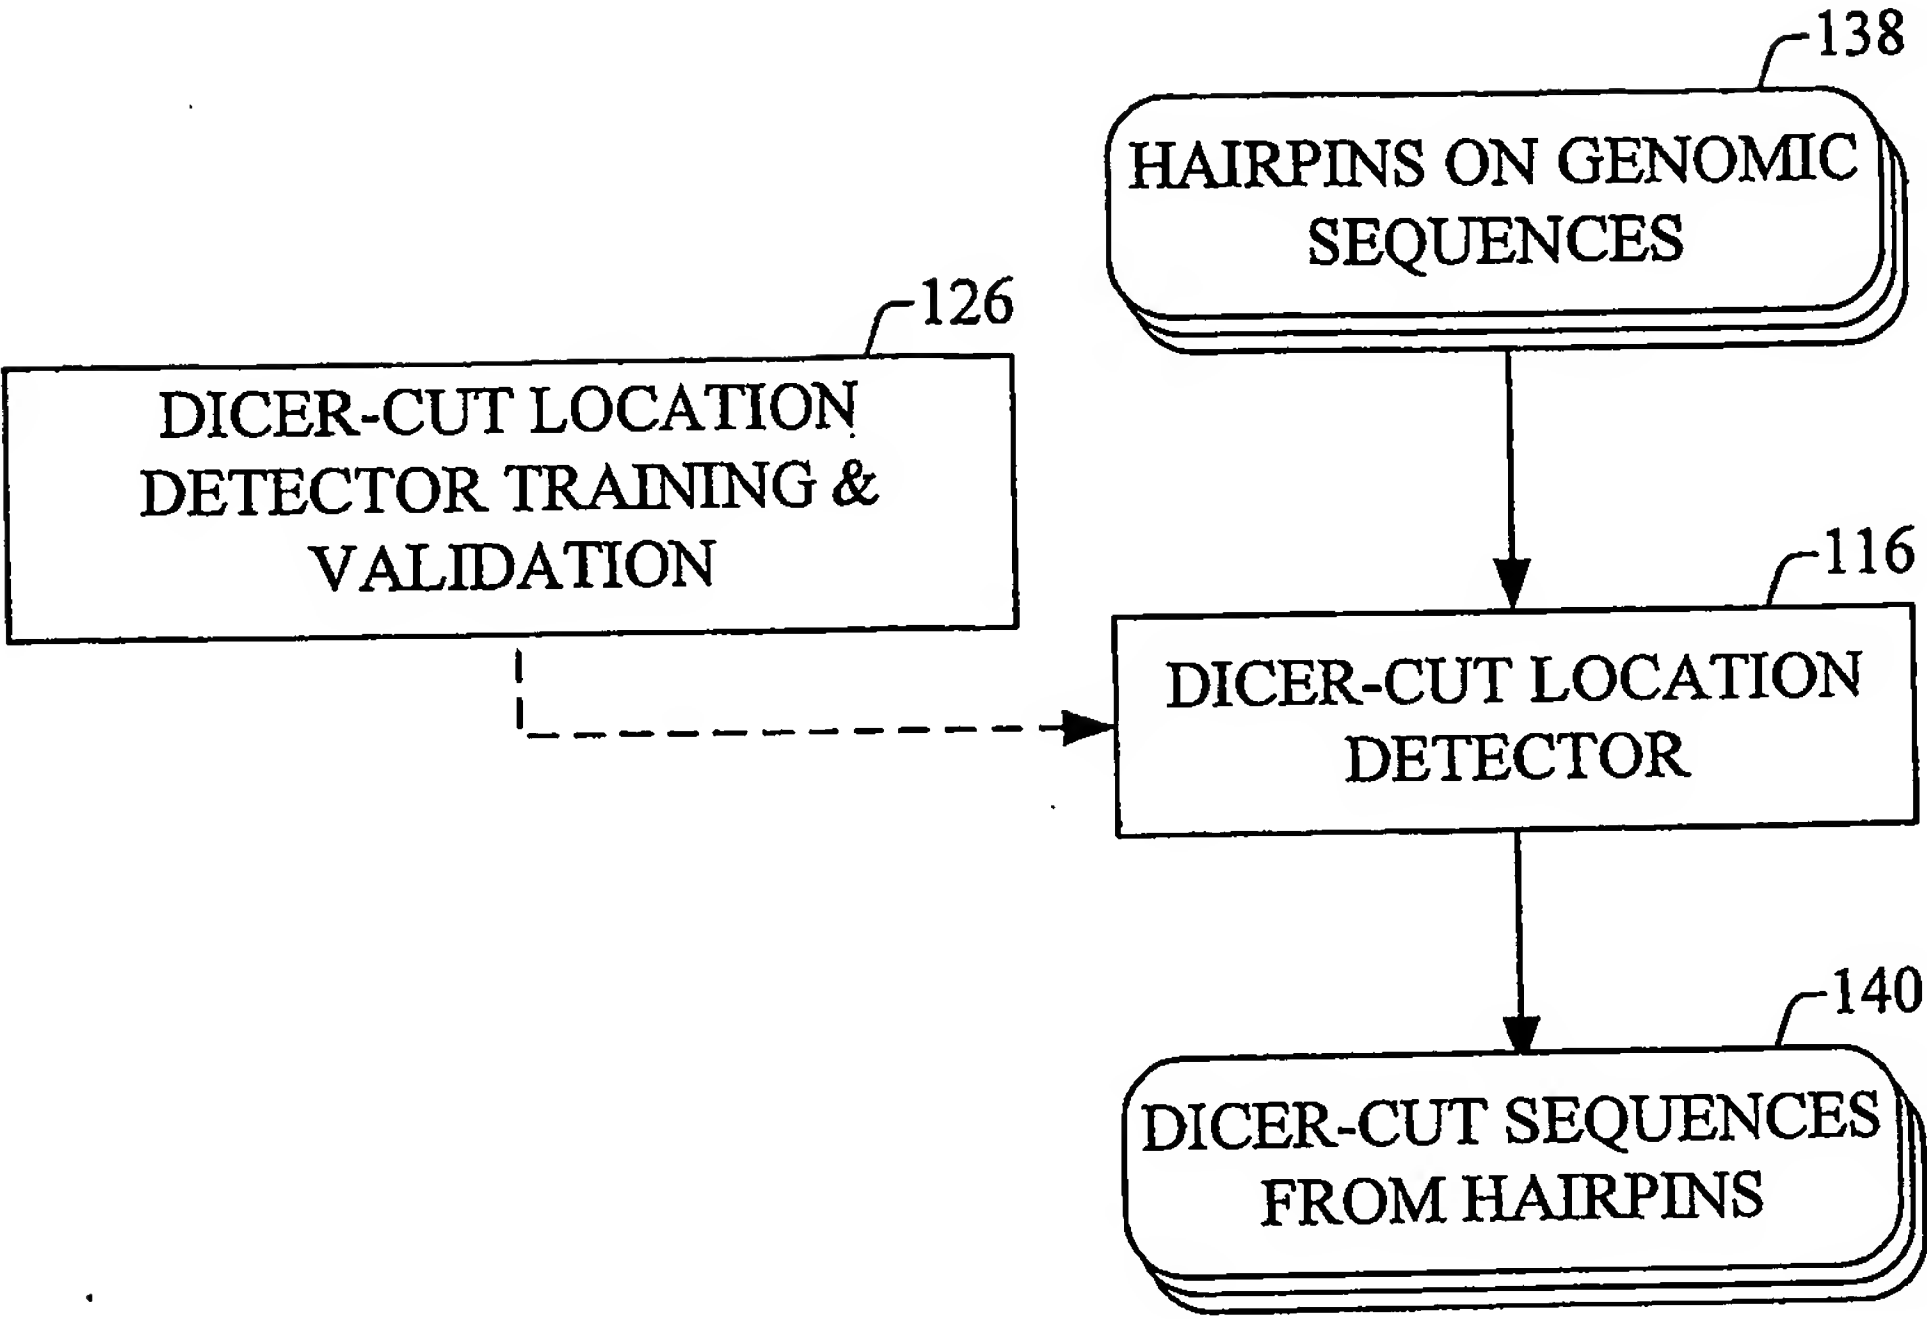 138
HAIRPINS ON GENOMIC
SEQUENCES
126
DICER-CUT LOCATION
DETECTOR TRAINING &
VALIDATION
116
DICER-CUT LOCATION
DETECTOR
140
DICER-CUT SEQUENCES
FROM HAIRPINS